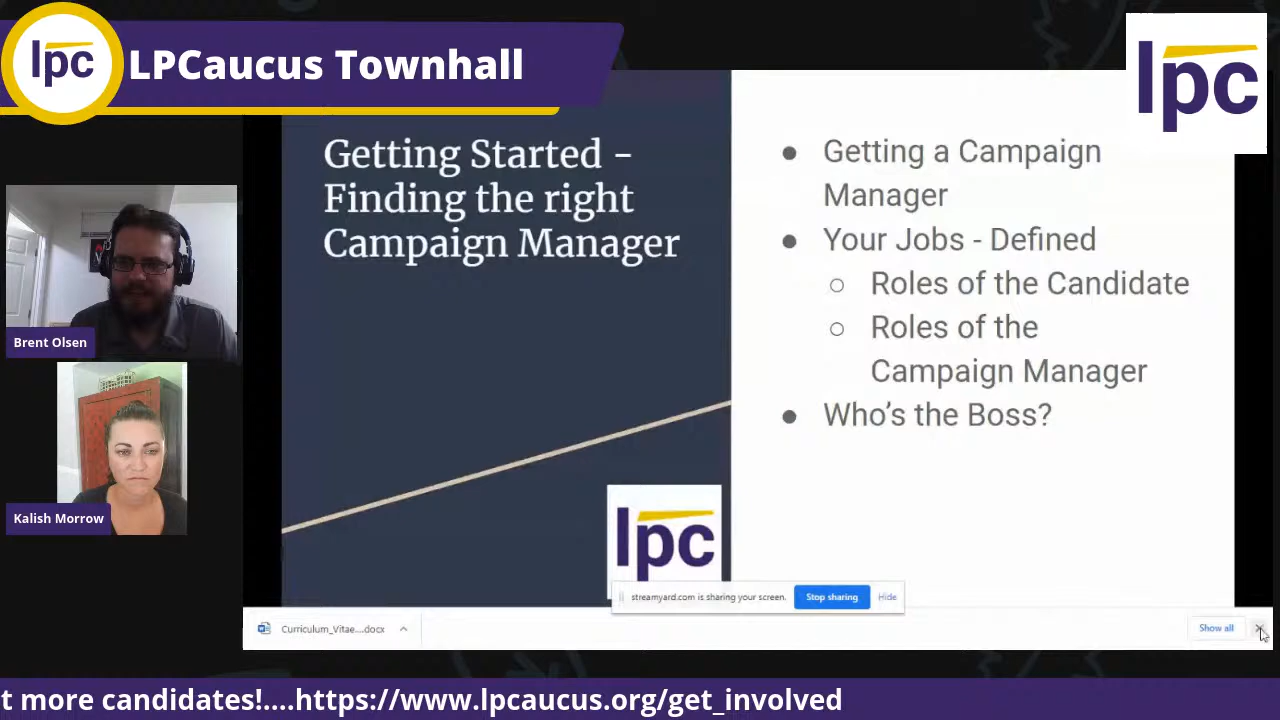 lpc
LPCaucus Townhall
lpc
Getting Started -
Finding the right
Campaign Manager
● Getting a Campaign
Manager
● Your Jobs - Defined
○ Roles of the Candidate
○ Roles of the
Campaign Manager
● Who’s the Boss?
Brent Olsen
Kalish Morrow
lpc
streamyard.com is sharing your screen.
Stop sharing
Hide
Curriculum_Vitae....docx
Show all
t more candidates!....https://www.lpcaucus.org/get_involved